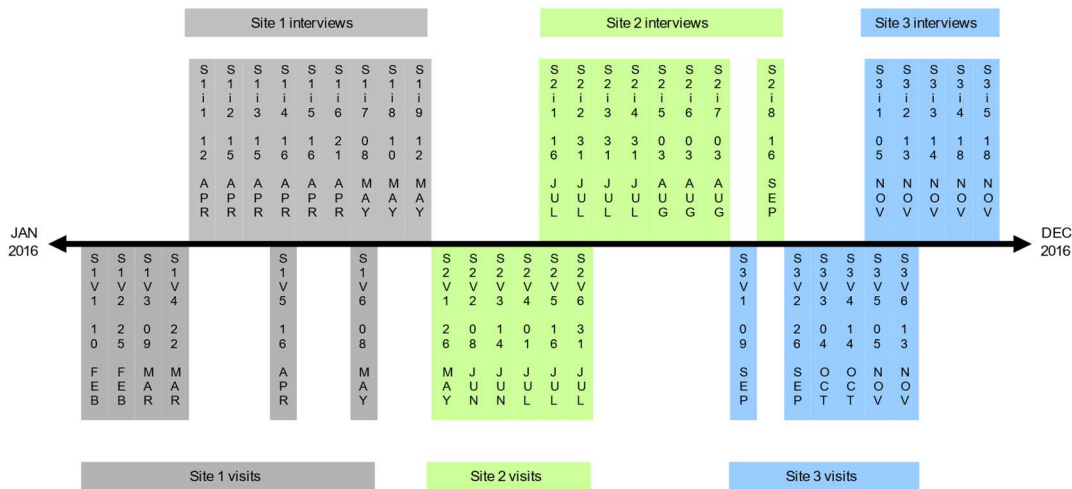 Site 1 interviews
Site 2 interviews
Site 3 interviews
S1i1 12 APR
S1i2 15 APR
S1i3 15 APR
S1i4 16 APR
S1i5 16 APR
S1i6 21 APR
S1i7 08 MAY
S1i8 10 MAY
S1i9 12 MAY
S2i1 16 JUL
S2i2 31 JUL
S2i3 31 JUL
S2i4 31 JUL
S2i5 03 AUG
S2i6 03 AUG
S2i7 03 AUG
S2i8 16 SEP
S3i1 05 NOV
S3i2 13 NOV
S3i3 14 NOV
S3i4 18 NOV
S3i5 18 NOV
JAN
2016
DEC
2016
S1V1 10 FEB
S1V2 25 FEB
S1V3 09 MAR
S1V4 22 MAR
S1V5 16 APR
S1V6 08 MAY
S2V1 26 MAY
S2V2 08 JUN
S2V3 14 JUN
S2V4 01 JUL
S2V5 16 JUL
S2V6 31 JUL
S3V1 09 SEP
S3V2 26 SEP
S3V3 04 OCT
S3V4 14 OCT
S3V5 05 NOV
S3V6 13 NOV
Site 1 visits
Site 2 visits
Site 3 visits